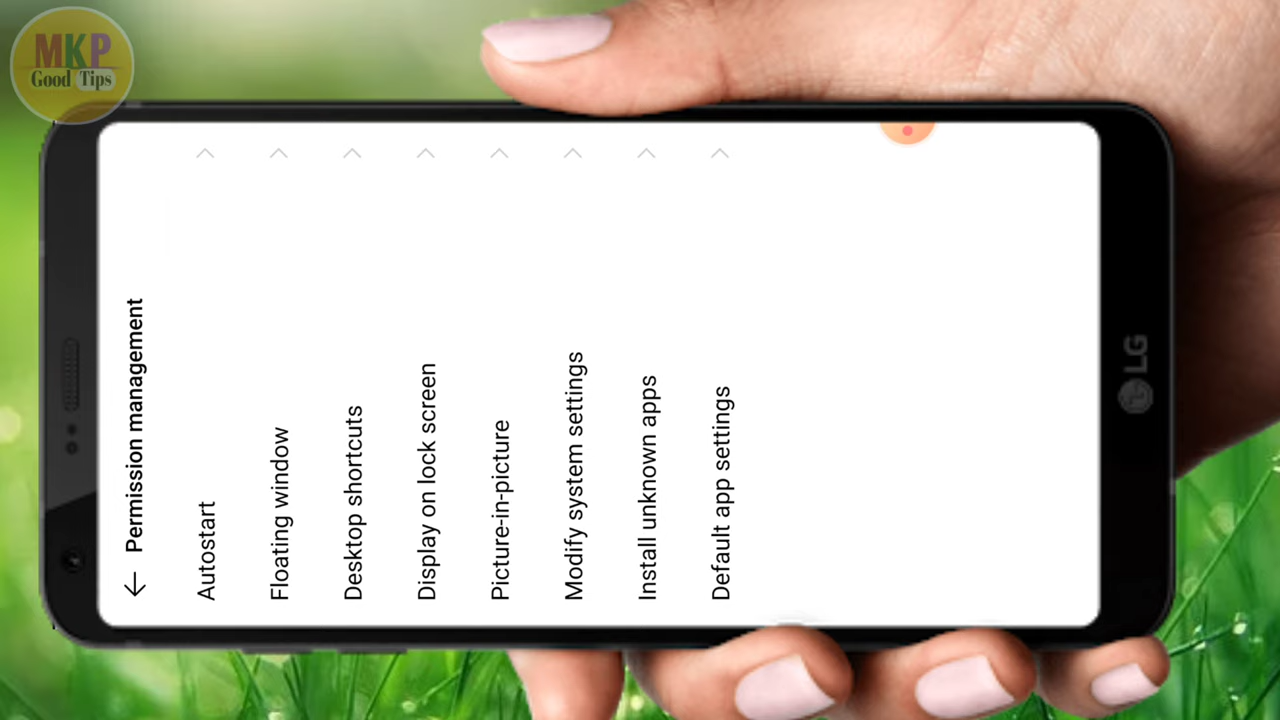 MKP
Good Tips
Permission management
Autostart
Floating window
Desktop shortcuts
Display on lock screen
Picture-in-picture
Modify system settings
Install unknown apps
Default app settings
LG